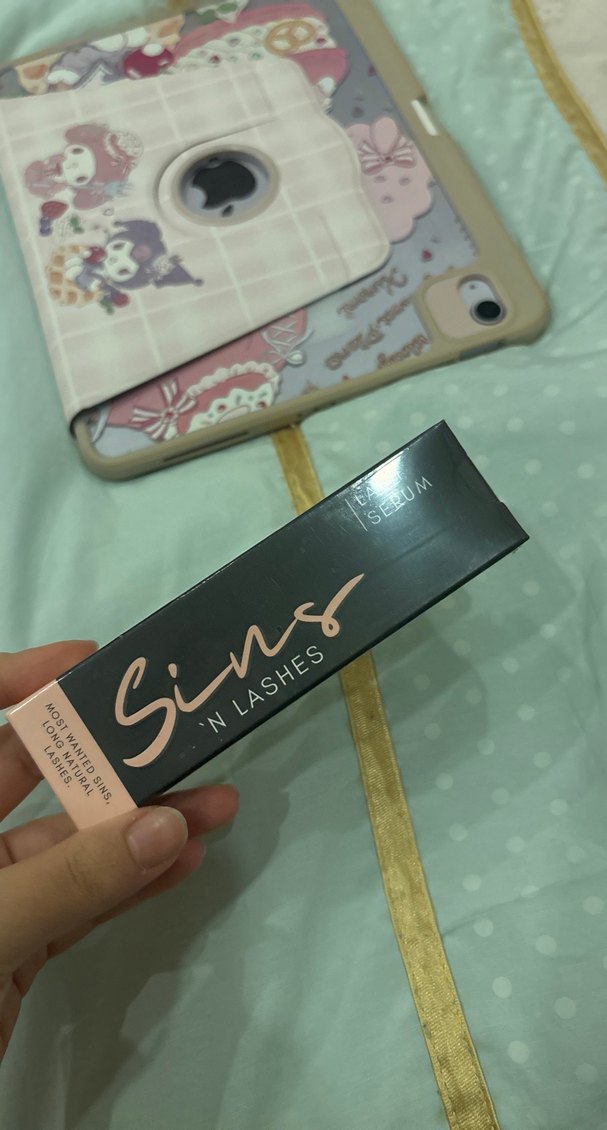 LASH
SERUM
Sins
'N LASHES
MOST WANTED SINS,
LONG NATURAL
LASHES.